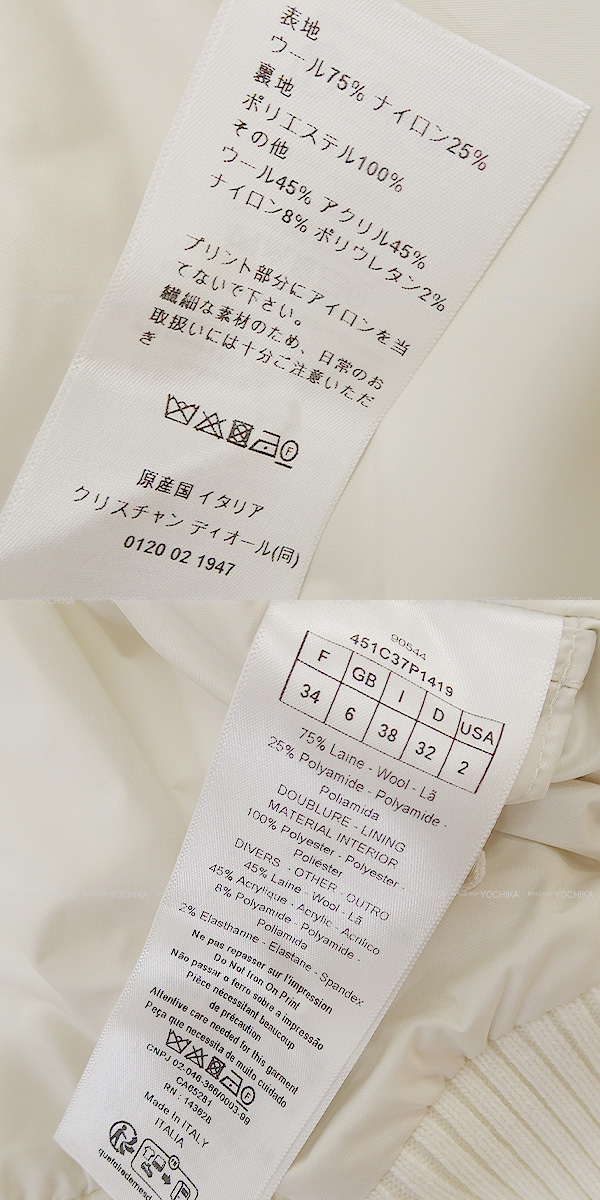 表地
ウール75% ナイロン25%
裏地
ポリエステル100%
その他
ウール45% アクリル45%
ナイロン8% ポリウレタン2%
プリント部分にアイロンを当
てないで下さい。
繊細な素材のため、日常のお
取扱いには十分ご注意いただ
き
F
原産国 イタリア
クリスチャン ディオール(同)
0120 02 1947
YOCHIKA
90544
451C37P1419
F GB I D USA
34 6 38 32 2
75% Laine - Wool - Lã
25% Polyamide - Polyamide -
Poliamida
DOUBLURE - LINING
MATERIAL INTERIOR
100% Polyester - Polyester -
Poliéster
DIVERS - OTHER - OUTRO
45% Laine - Wool - Lã
45% Acrylique - Acrylic - Acrílico
8% Polyamide - Polyamide -
Poliamida
2% Elasthanne - Elastane - Spandex
Ne pas repasser sur l'impression
Do Not Iron On Print
Não passar o ferro sobre a impressão
Pièce nécessitant beaucoup
de précaution
Attentive care needed for this garment
Peça que necessita de muito cuidado
F
CNPJ 02.046.366/0003-99
CA05281
RN : 143628
Made in ITALY
ITALIA
YOCHIKA
YOCHIKA